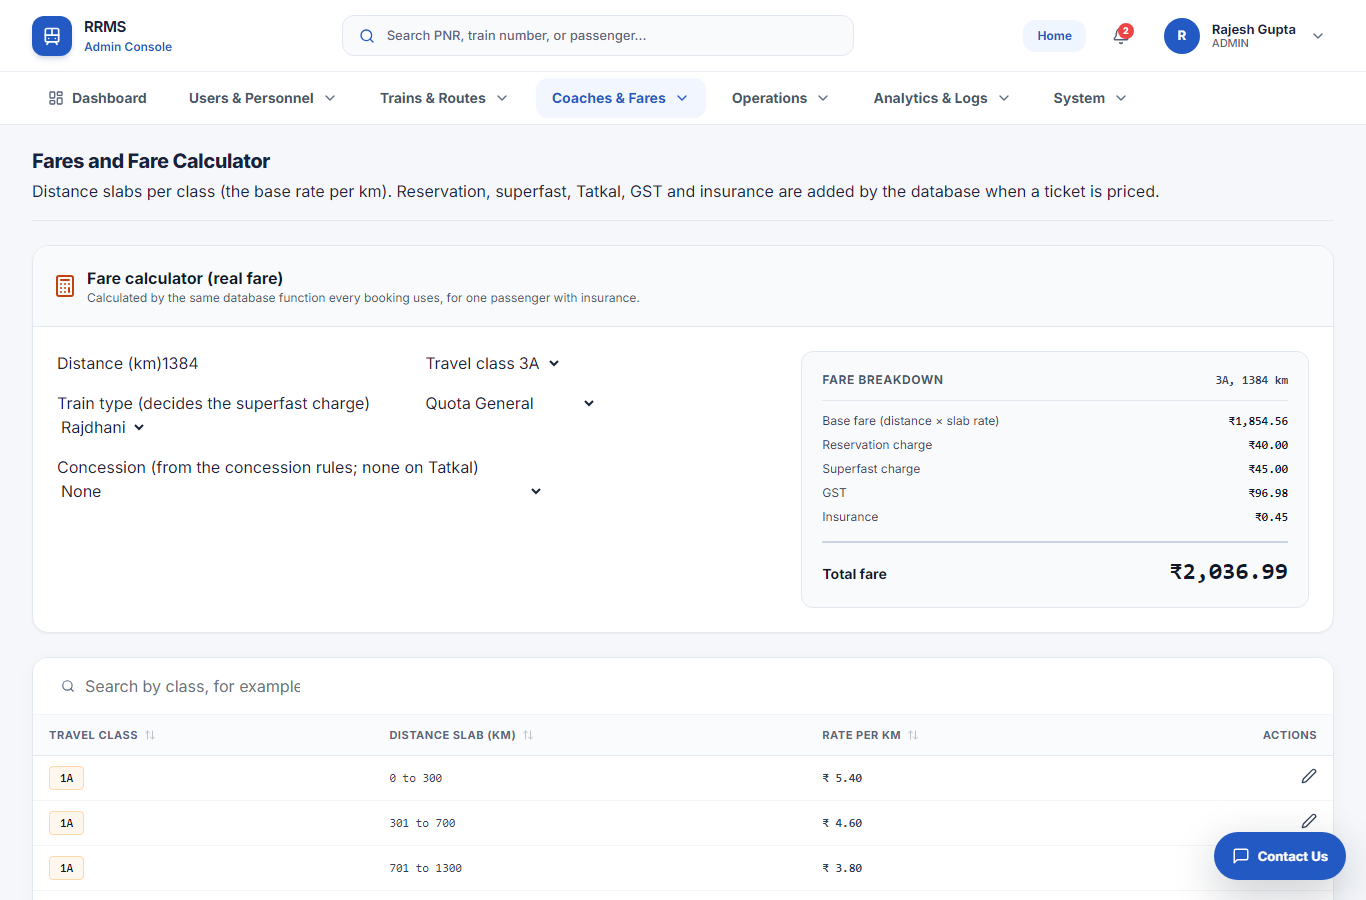 RRMS
Admin Console
Search PNR, train number, or passenger...
Home
2
R
Rajesh Gupta
ADMIN
Dashboard
Users & Personnel
Trains & Routes
Coaches & Fares
Operations
Analytics & Logs
System
Fares and Fare Calculator
Distance slabs per class (the base rate per km). Reservation, superfast, Tatkal, GST and insurance are added by the database when a ticket is priced.
Fare calculator (real fare)
Calculated by the same database function every booking uses, for one passenger with insurance.
Distance (km)1384
Travel class 3A
Train type (decides the superfast charge)
Rajdhani
Quota General
Concession (from the concession rules; none on Tatkal)
None
FARE BREAKDOWN 3A, 1384 km
Base fare (distance × slab rate) ₹1,854.56
Reservation charge ₹40.00
Superfast charge ₹45.00
GST ₹96.98
Insurance ₹0.45
Total fare ₹2,036.99
Search by class, for example
TRAVEL CLASS DISTANCE SLAB (KM) RATE PER KM ACTIONS
1A 0 to 300 ₹ 5.40
1A 301 to 700 ₹ 4.60
1A 701 to 1300 ₹ 3.80
Contact Us